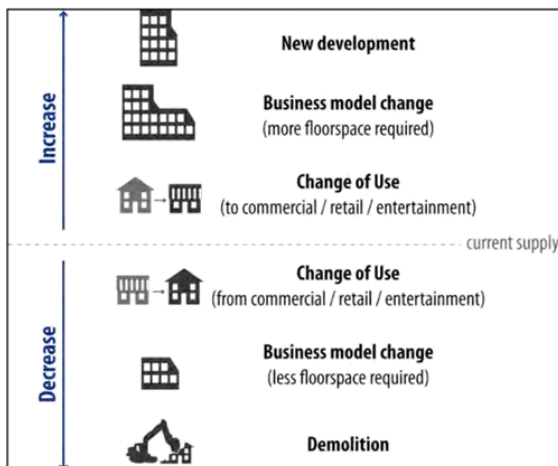 New development
Business model change
(more floorspace required)
Change of Use
(to commercial / retail / entertainment)
Increase
current supply
Change of Use
(from commercial / retail / entertainment)
Business model change
(less floorspace required)
Demolition
Decrease